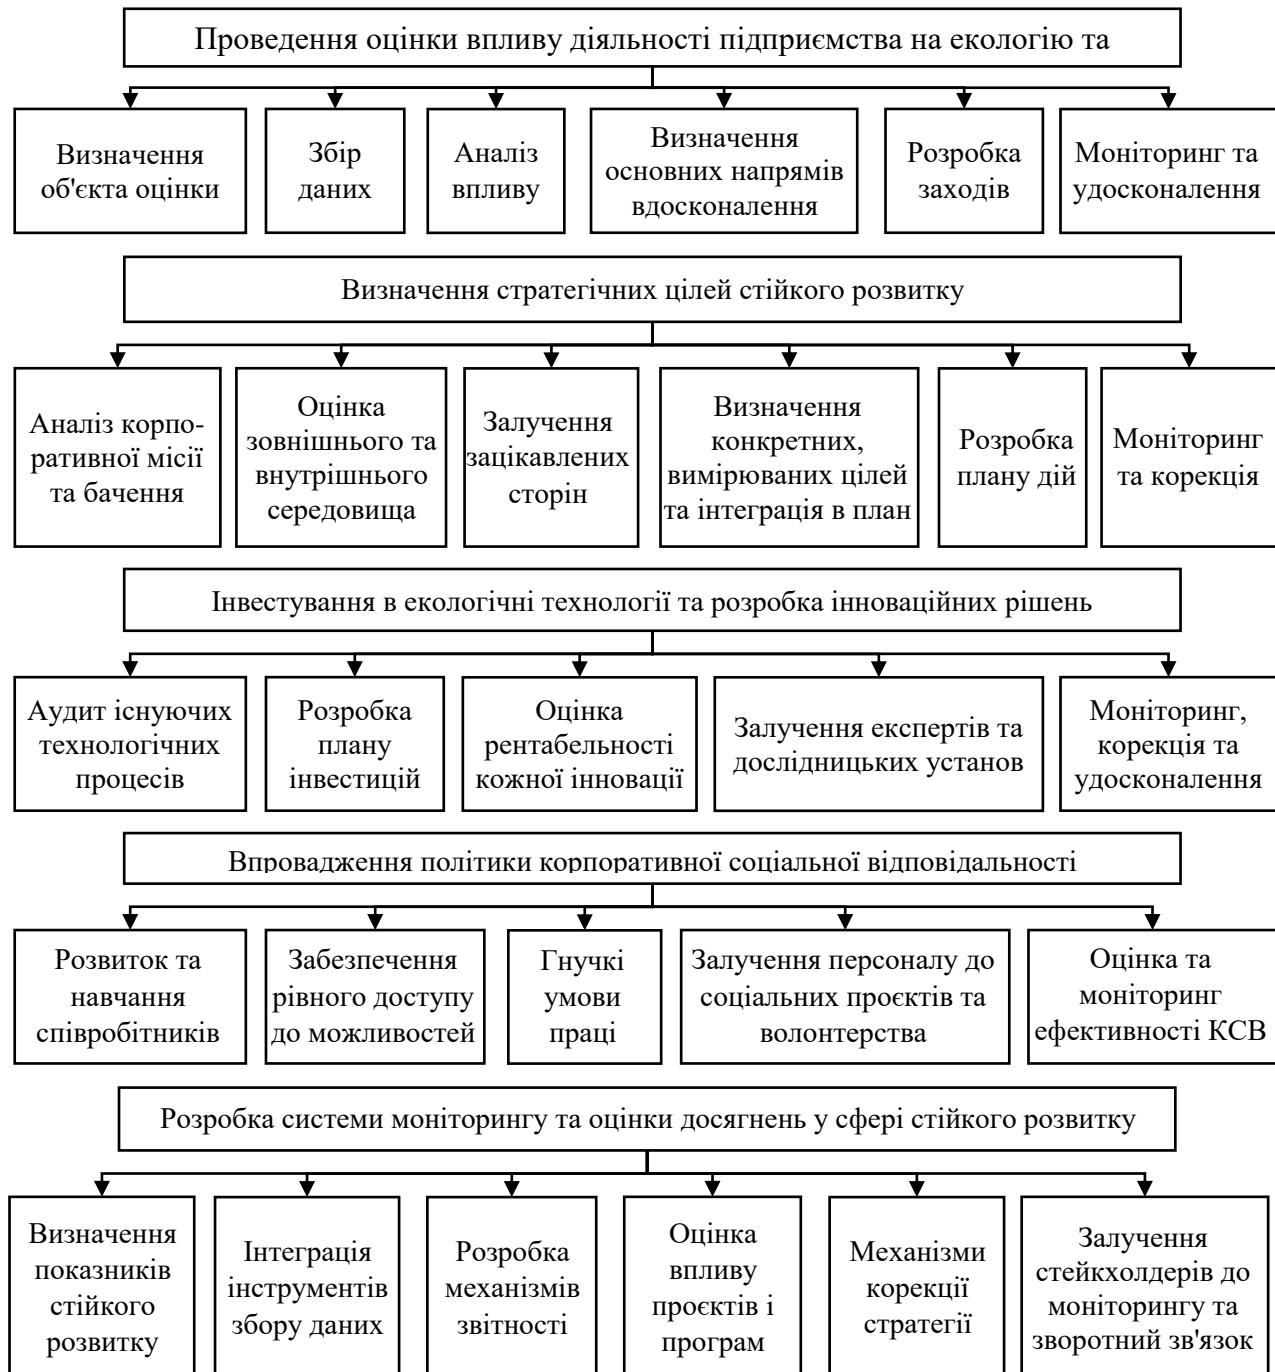 Проведення оцінки впливу діяльності підприємства на екологію та
Визначення
об'єкта оцінки
Збір
даних
Аналіз
впливу
Визначення
основних напрямів
вдосконалення
Розробка
заходів
Моніторинг та
удосконалення
Визначення стратегічних цілей стійкого розвитку
Аналіз корпо-
ративної місії
та бачення
Оцінка
зовнішнього та
внутрішнього
середовища
Залучення
зацікавлених
сторін
Визначення
конкретних,
вимірюваних цілей
та інтеграція в план
Розробка
плану дій
Моніторинг
та корекція
Інвестування в екологічні технології та розробка інноваційних рішень
Аудит існуючих
технологічних
процесів
Розробка
плану
інвестицій
Оцінка
рентабельності
кожної інновації
Залучення експертів та
дослідницьких установ
Моніторинг,
корекція та
удосконалення
Впровадження політики корпоративної соціальної відповідальності
Розвиток та
навчання
співробітників
Забезпечення
рівного доступу
до можливостей
Гнучкі
умови
праці
Залучення персоналу до
соціальних проєктів та
волонтерства
Оцінка та
моніторинг
ефективності КСВ
Розробка системи моніторингу та оцінки досягнень у сфері стійкого розвитку
Визначення
показників
стійкого
розвитку
Інтеграція
інструментів
збору даних
Розробка
механізмів
звітності
Оцінка
впливу
проєктів і
програм
Механізми
корекції
стратегії
Залучення
стейкхолдерів до
моніторингу та
зворотний зв'язок